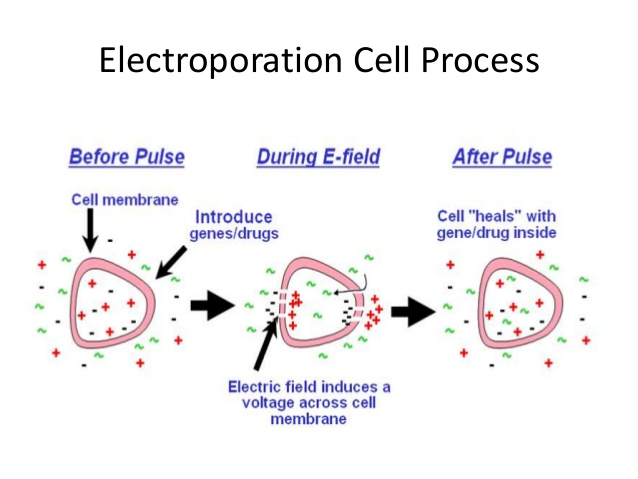 Electroporation Cell Process
Before Pulse
During E-field
After Pulse
Cell membrane
Introduce
genes/drugs
Cell "heals" with
gene/drug inside
Electric field induces a
voltage across cell
membrane